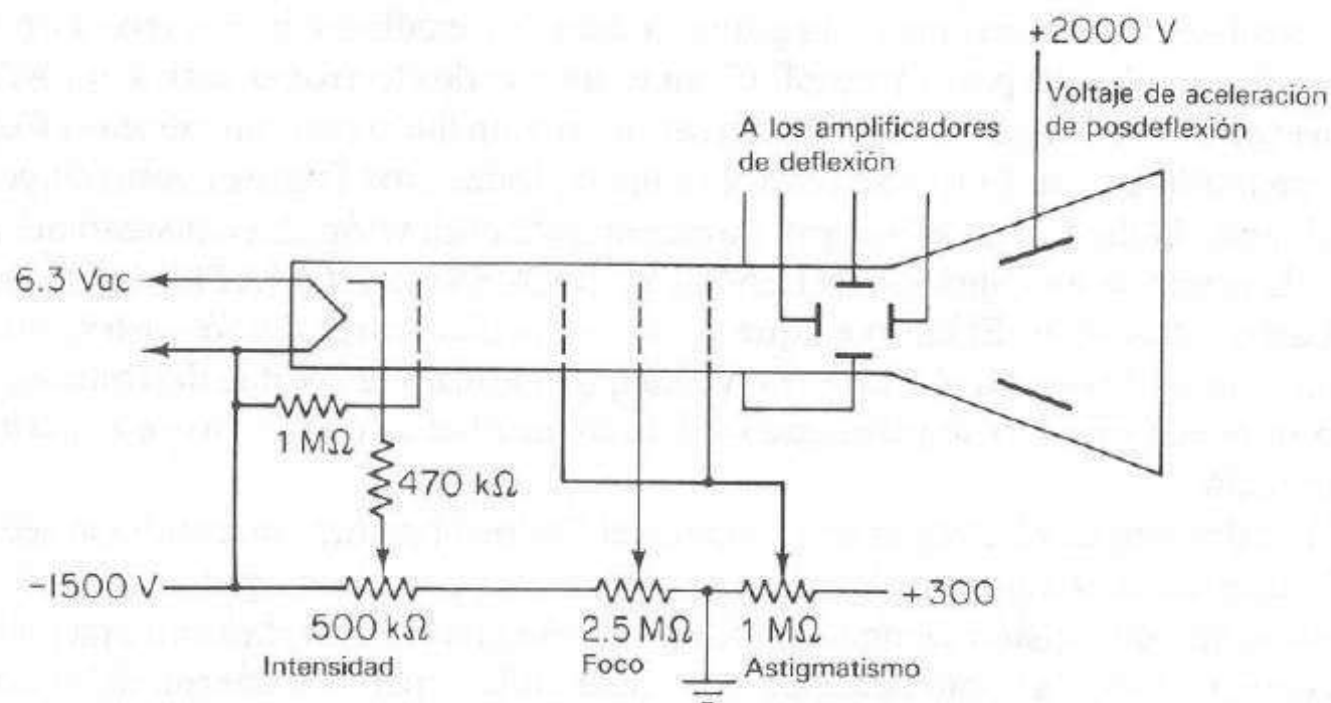 +2000 V
Voltaje de aceleración
de posdeflexión
A los amplificadores
de deflexión
6.3 Vac
1 MΩ
470 kΩ
-1500 V
+300
500 kΩ
2.5 MΩ
1 MΩ
Intensidad
Foco
Astigmatismo